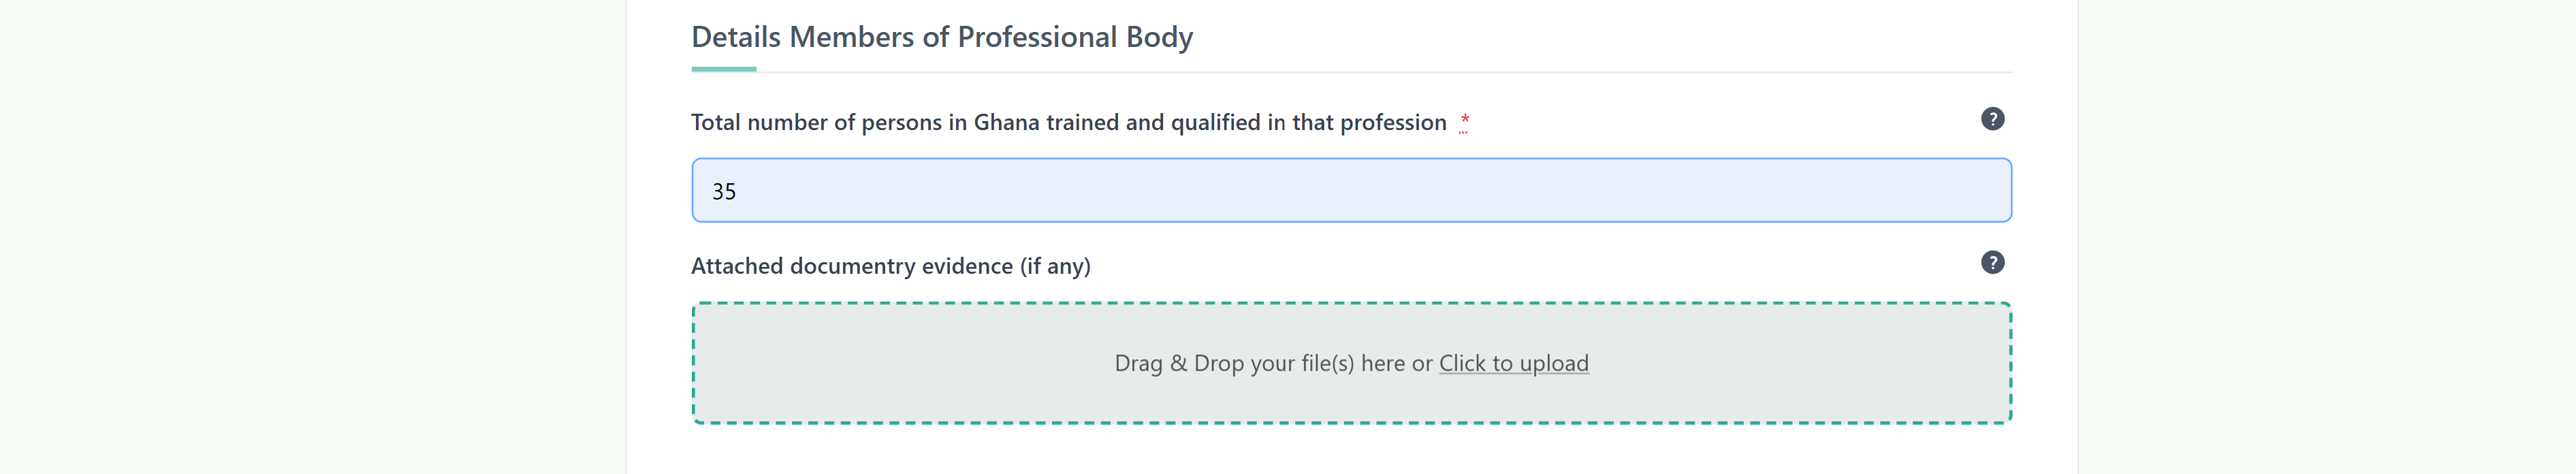 Details Members of Professional Body
Total number of persons in Ghana trained and qualified in that profession *
?
35
Attached documentry evidence (if any)
?
Drag & Drop your file(s) here or Click to upload